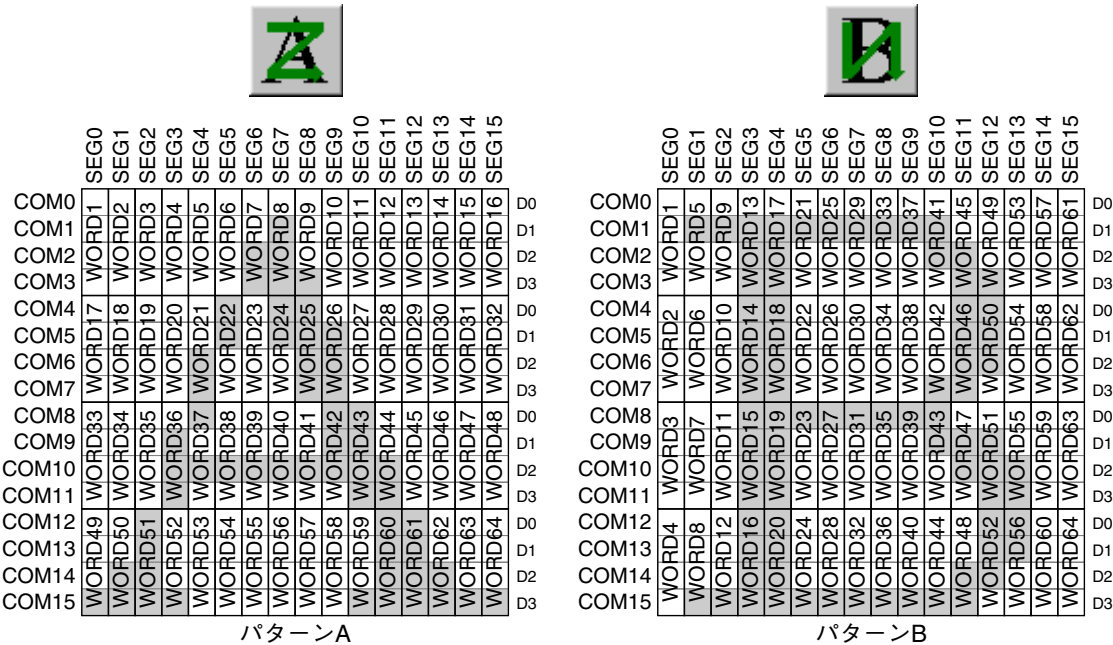 A
B
SEG0 SEG1 SEG2 SEG3 SEG4 SEG5 SEG6 SEG7 SEG8 SEG9 SEG10 SEG11 SEG12 SEG13 SEG14 SEG15
COM0 D0
COM1 D1
COM2 D2
COM3 D3
WORD1 WORD2 WORD3 WORD4 WORD5 WORD6 WORD7 WORD8 WORD9 WORD10 WORD11 WORD12 WORD13 WORD14 WORD15 WORD16
COM4 D0
COM5 D1
COM6 D2
COM7 D3
WORD17 WORD18 WORD19 WORD20 WORD21 WORD22 WORD23 WORD24 WORD25 WORD26 WORD27 WORD28 WORD29 WORD30 WORD31 WORD32
COM8 D0
COM9 D1
COM10 D2
COM11 D3
WORD33 WORD34 WORD35 WORD36 WORD37 WORD38 WORD39 WORD40 WORD41 WORD42 WORD43 WORD44 WORD45 WORD46 WORD47 WORD48
COM12 D0
COM13 D1
COM14 D2
COM15 D3
WORD49 WORD50 WORD51 WORD52 WORD53 WORD54 WORD55 WORD56 WORD57 WORD58 WORD59 WORD60 WORD61 WORD62 WORD63 WORD64
パターンA
SEG0 SEG1 SEG2 SEG3 SEG4 SEG5 SEG6 SEG7 SEG8 SEG9 SEG10 SEG11 SEG12 SEG13 SEG14 SEG15
COM0 D0
COM1 D1
COM2 D2
COM3 D3
WORD1 WORD5 WORD9 WORD13 WORD17 WORD21 WORD25 WORD29 WORD33 WORD37 WORD41 WORD45 WORD49 WORD53 WORD57 WORD61
COM4 D0
COM5 D1
COM6 D2
COM7 D3
WORD2 WORD6 WORD10 WORD14 WORD18 WORD22 WORD26 WORD30 WORD34 WORD38 WORD42 WORD46 WORD50 WORD54 WORD58 WORD62
COM8 D0
COM9 D1
COM10 D2
COM11 D3
WORD3 WORD7 WORD11 WORD15 WORD19 WORD23 WORD27 WORD31 WORD35 WORD39 WORD43 WORD47 WORD51 WORD55 WORD59 WORD63
COM12 D0
COM13 D1
COM14 D2
COM15 D3
WORD4 WORD8 WORD12 WORD16 WORD20 WORD24 WORD28 WORD32 WORD36 WORD40 WORD44 WORD48 WORD52 WORD56 WORD60 WORD64
パターンB